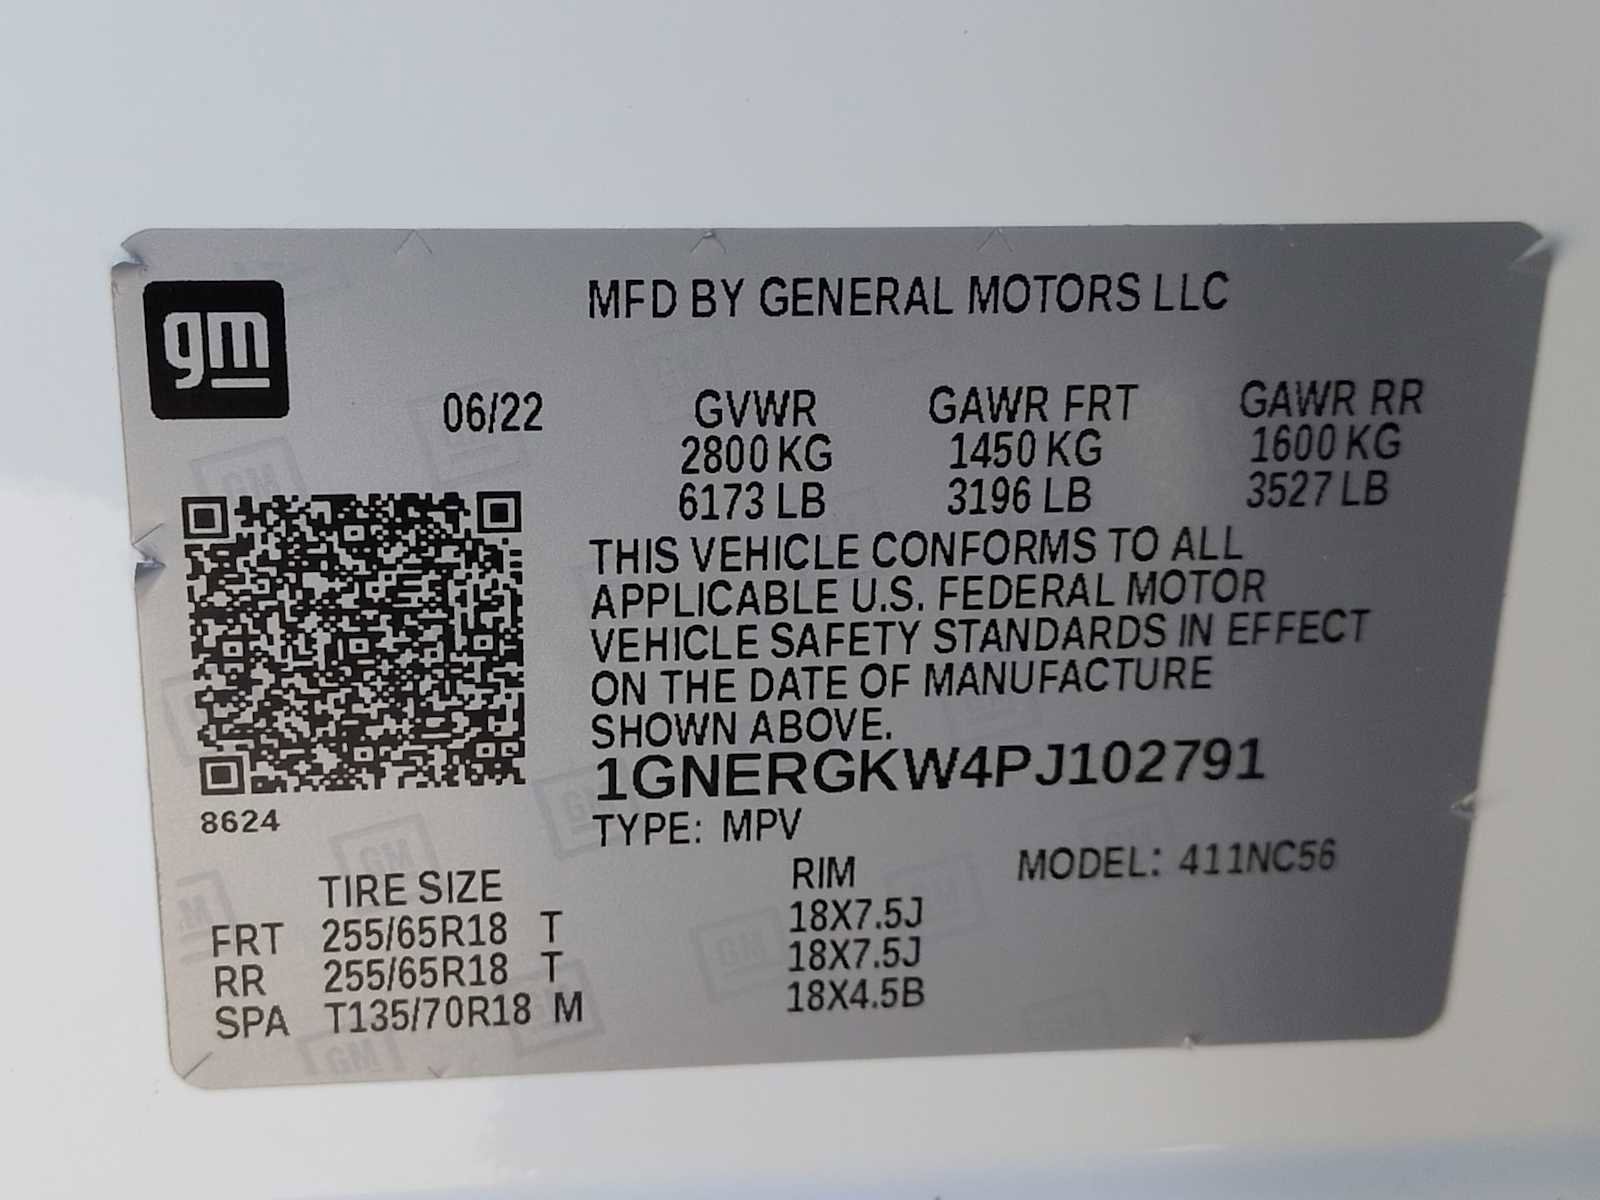 gm
MFD BY GENERAL MOTORS LLC
06/22 GVWR GAWR FRT GAWR RR
2800 KG 1450 KG 1600 KG
6173 LB 3196 LB 3527 LB
THIS VEHICLE CONFORMS TO ALL
APPLICABLE U.S. FEDERAL MOTOR
VEHICLE SAFETY STANDARDS IN EFFECT
ON THE DATE OF MANUFACTURE
SHOWN ABOVE.
1GNERGKW4PJ102791
8624
TYPE: MPV
TIRE SIZE RIM MODEL: 411NC56
FRT 255/65R18 T 18X7.5J
RR 255/65R18 T 18X7.5J
SPA T135/70R18 M 18X4.5B